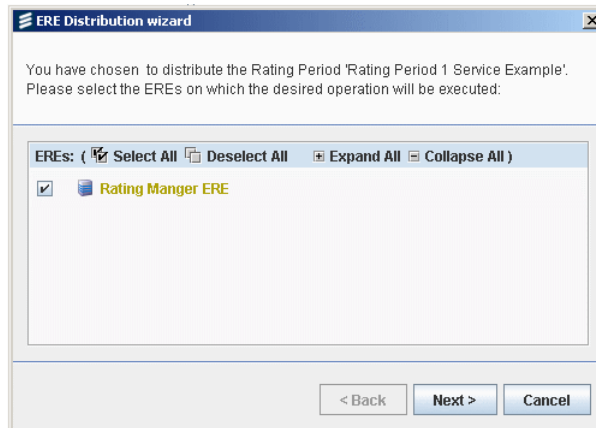 ERE Distribution wizard
You have chosen to distribute the Rating Period 'Rating Period 1 Service Example'.
Please select the EREs on which the desired operation will be executed:
EREs: ( Select All Deselect All Expand All Collapse All )
Rating Manger ERE
< Back Next > Cancel